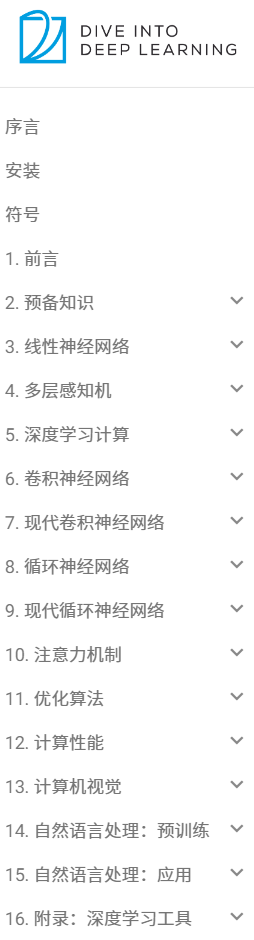 DIVE INTO
DEEP LEARNING
序言
安装
符号
1. 前言
2. 预备知识
3. 线性神经网络
4. 多层感知机
5. 深度学习计算
6. 卷积神经网络
7. 现代卷积神经网络
8. 循环神经网络
9. 现代循环神经网络
10. 注意力机制
11. 优化算法
12. 计算性能
13. 计算机视觉
14. 自然语言处理：预训练
15. 自然语言处理：应用
16. 附录：深度学习工具